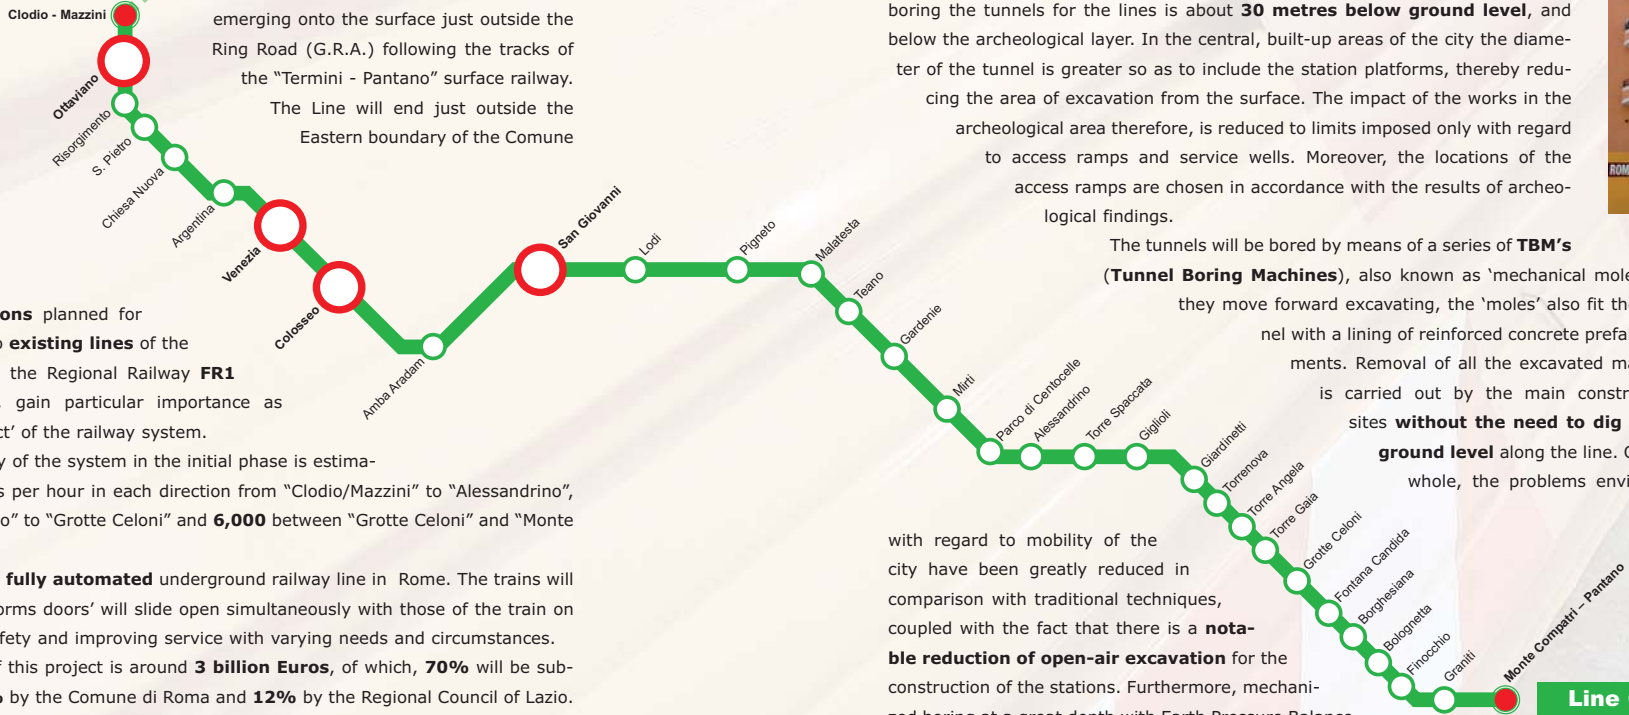 Clodio - Mazzini
Ottaviano
Risorgimento
S. Pietro
Chiesa Nuova
Argentina
Venezia
Colosseo
Amba Aradam
San Giovanni
Lodi
Pigneto
Malatesta
Teano
Gardenie
Mirti
Parco di Centocelle
Alessandrino
Torre Spaccata
Giglioli
Giardinetti
Torrenova
Torre Angela
Torre Gaia
Grotte Celoni
Fontana Candida
Borghesiana
Bolognetta
Finocchio
Graniti
Monte Compatri – Pantano
Line
emerging onto the surface just outside the
Ring Road (G.R.A.) following the tracks of
the “Termini - Pantano” surface railway.
The Line will end just outside the
Eastern boundary of the Comune
ons planned for
existing lines of the
the Regional Railway FR1
gain particular importance as
ct’ of the railway system.
y of the system in the initial phase is estima-
s per hour in each direction from “Clodio/Mazzini” to “Alessandrino”,
o” to “Grotte Celoni” and 6,000 between “Grotte Celoni” and “Monte
fully automated underground railway line in Rome. The trains will
orms doors’ will slide open simultaneously with those of the train on
fety and improving service with varying needs and circumstances.
f this project is around 3 billion Euros, of which, 70% will be sub-
% by the Comune di Roma and 12% by the Regional Council of Lazio.
boring the tunnels for the lines is about 30 metres below ground level, and
below the archeological layer. In the central, built-up areas of the city the diame-
ter of the tunnel is greater so as to include the station platforms, thereby redu-
cing the area of excavation from the surface. The impact of the works in the
archeological area therefore, is reduced to limits imposed only with regard
to access ramps and service wells. Moreover, the locations of the
access ramps are chosen in accordance with the results of archeo-
logical findings.
The tunnels will be bored by means of a series of TBM’s
(Tunnel Boring Machines), also known as ‘mechanical mole
they move forward excavating, the ‘moles’ also fit the
nel with a lining of reinforced concrete prefa
ments. Removal of all the excavated ma
is carried out by the main constr
sites without the need to dig
ground level along the line.
whole, the problems envi
with regard to mobility of the
city have been greatly reduced in
comparison with traditional techniques,
coupled with the fact that there is a nota-
ble reduction of open-air excavation for the
construction of the stations. Furthermore, mechani-
zed boring at a great depth with Earth Pressure Balance
ROM